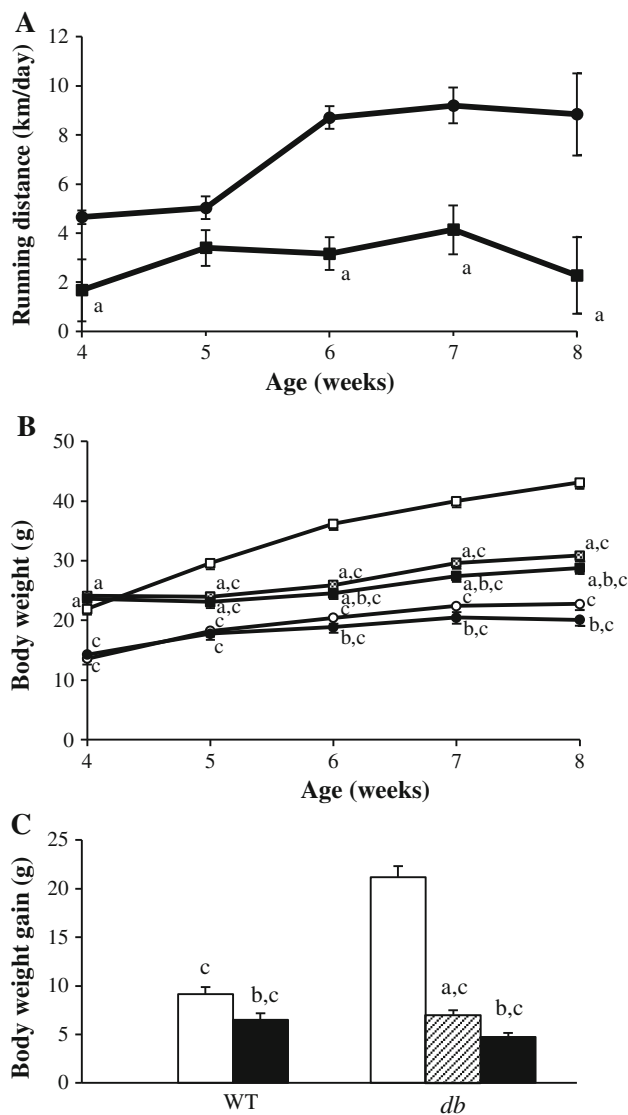 A
Running distance (km/day)
12
10
8
6
4
2
0
a
a
a
a
4 5 6 7 8
Age (weeks)
B
Body weight (g)
50
40
30
20
10
0
a
a
c
c
a,c
a,c
c
c
a,c
a,b,c
c
b,c
a,c
a,b,c
c
b,c
a,c
a,b,c
c
b,c
4 5 6 7 8
Age (weeks)
C
Body weight gain (g)
25
20
15
10
5
0
c
b,c
a,c
b,c
WT db